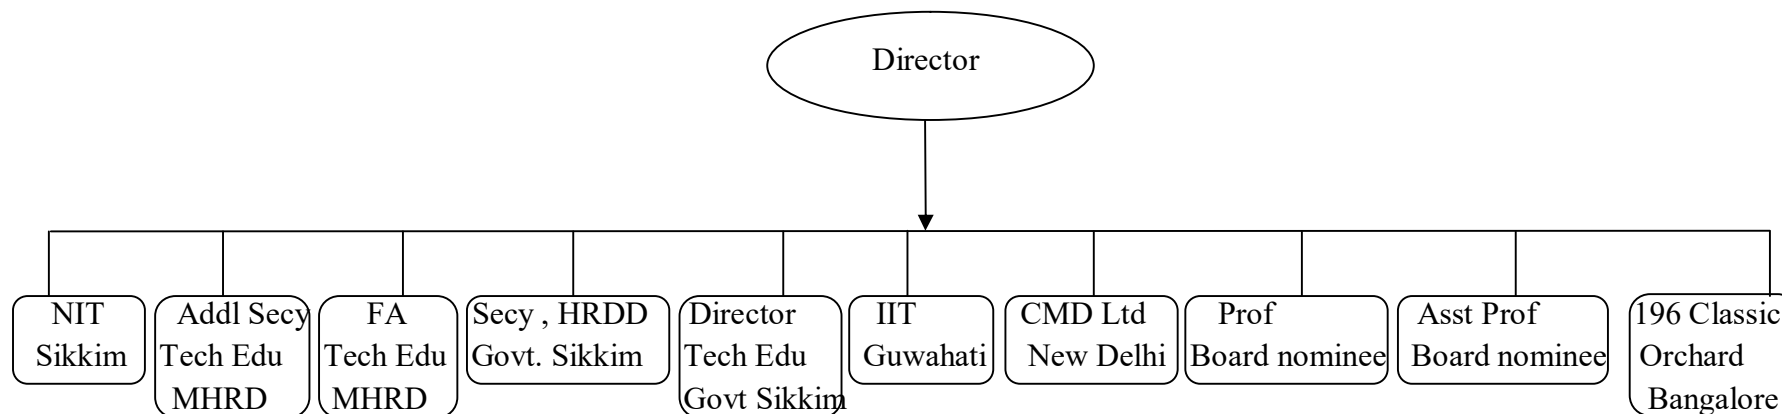 Director
NIT
Sikkim
Addl Secy
Tech Edu
MHRD
FA
Tech Edu
MHRD
Secy , HRDD
Govt. Sikkim
Director
Tech Edu
Govt Sikkim
IIT
Guwahati
CMD Ltd
New Delhi
Prof
Board nominee
Asst Prof
Board nominee
196 Classic
Orchard
Bangalore